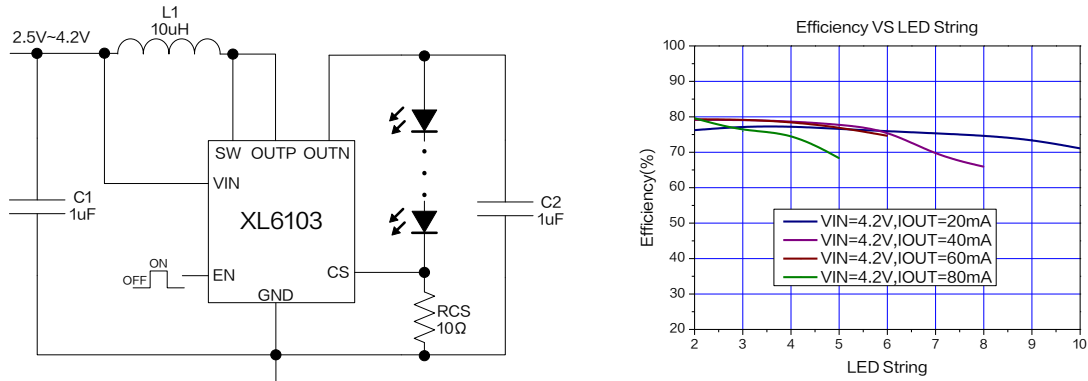 L1
10uH
2.5V~4.2V
SW OUTP OUTN
VIN
C1
1uF
XL6103
C2
1uF
ON
OFF
EN
CS
GND
RCS
10Ω
Efficiency VS LED String
Efficiency(%)
100
90
80
70
60
50
40
30
20
VIN=4.2V,IOUT=20mA
VIN=4.2V,IOUT=40mA
VIN=4.2V,IOUT=60mA
VIN=4.2V,IOUT=80mA
2 3 4 5 6 7 8 9 10
LED String